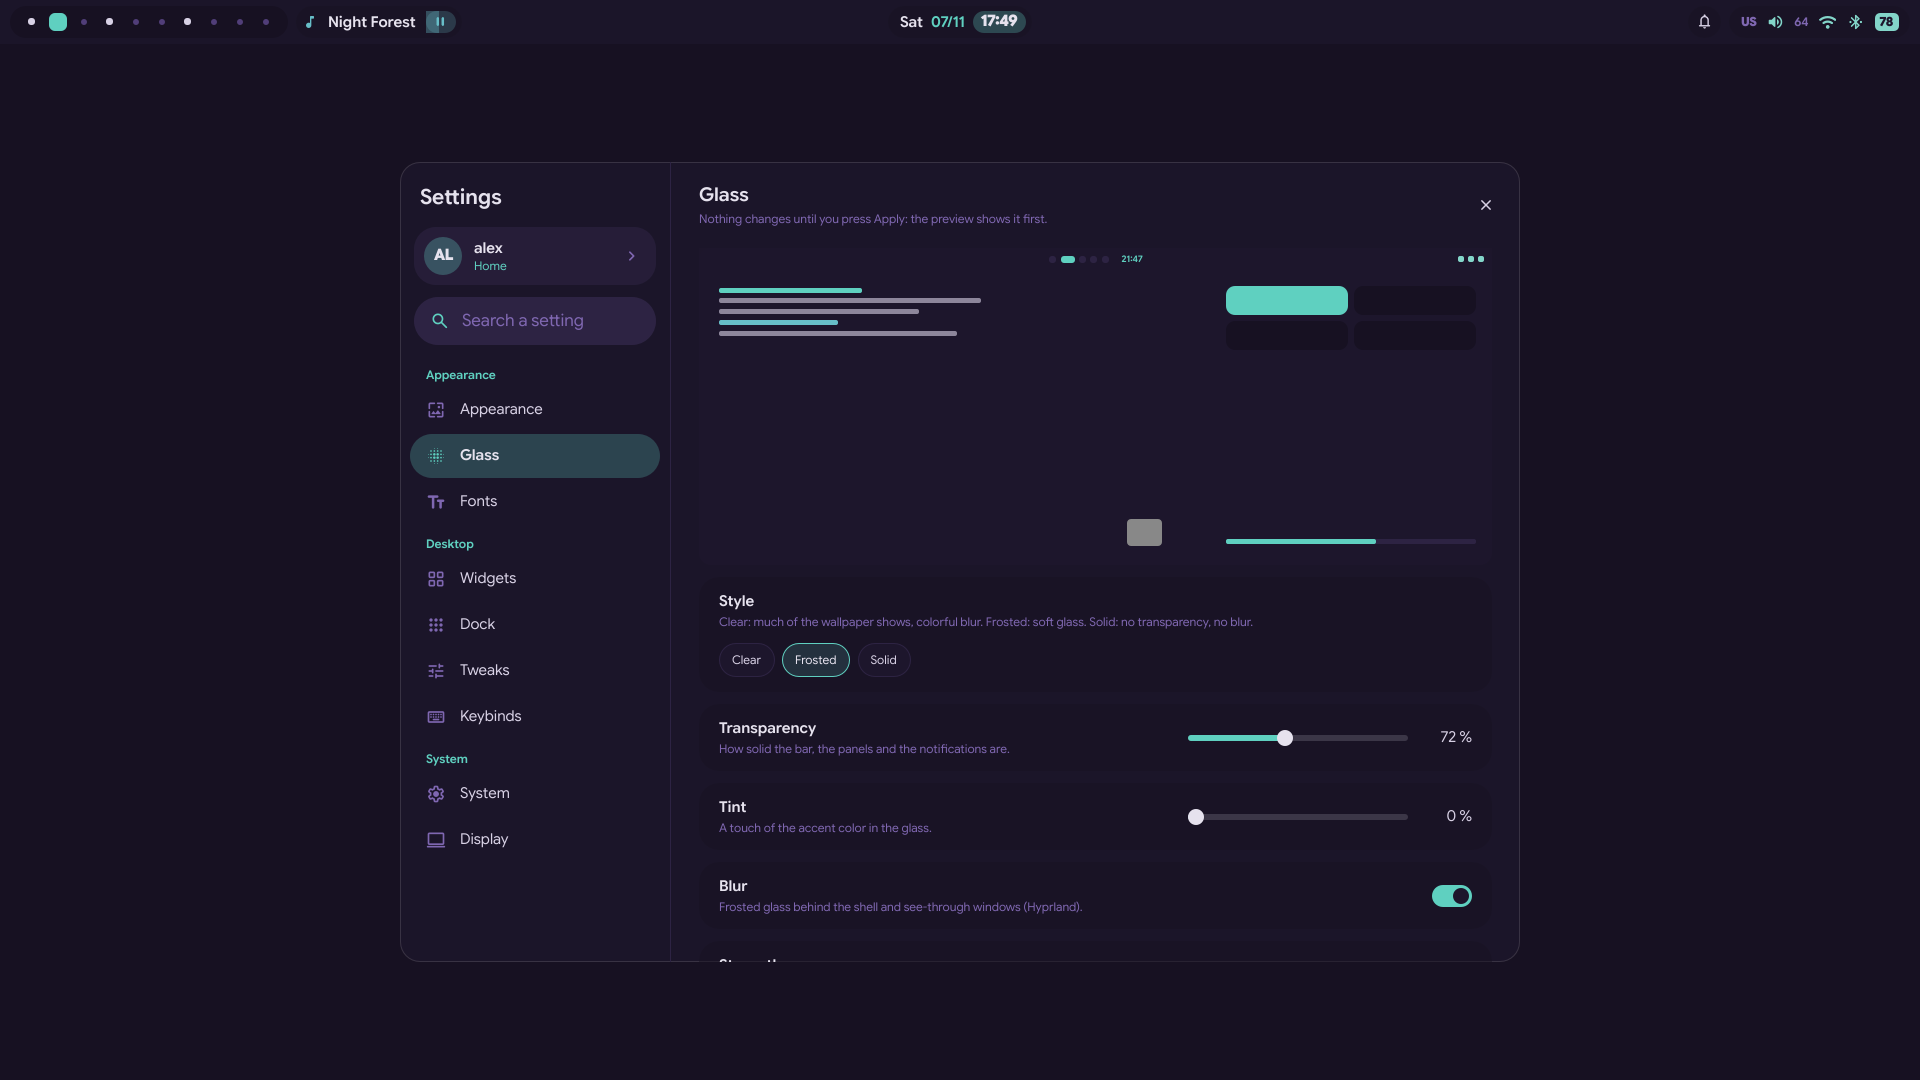 Night Forest
Sat 07/11 17:49
US 64 78
Settings
AL
alex
Home
Search a setting
Appearance
Appearance
Glass
Fonts
Desktop
Widgets
Dock
Tweaks
Keybinds
System
System
Display
Glass
Nothing changes until you press Apply: the preview shows it first.
21:47
Style
Clear: much of the wallpaper shows, colorful blur. Frosted: soft glass. Solid: no transparency, no blur.
Clear Frosted Solid
Transparency
How solid the bar, the panels and the notifications are.
72 %
Tint
A touch of the accent color in the glass.
0 %
Blur
Frosted glass behind the shell and see-through windows (Hyprland).